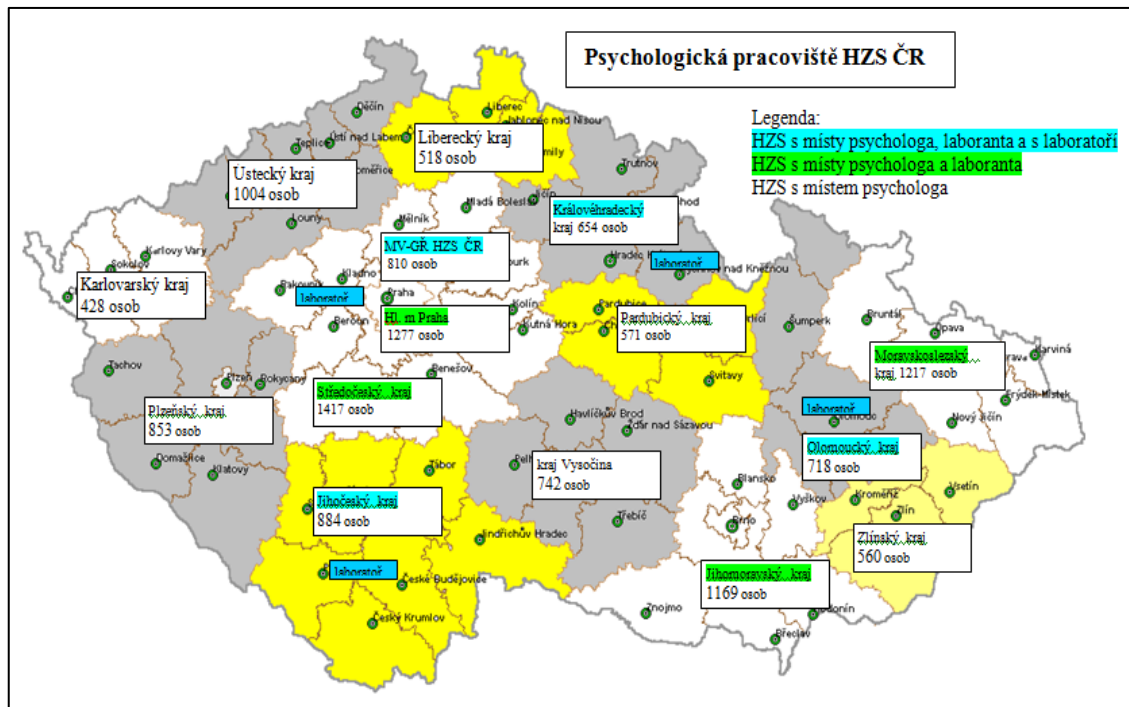 Psychologická pracoviště HZS ČR
Legenda:
HZS s místy psychologa, laboranta a s laboratoří
HZS s místy psychologa a laboranta
HZS s místem psychologa
Děčín
Liberec
Jablonec nad Nisou
Ústí nad Labem
Teplice
Liberecký kraj
518 osob
Ústecký kraj
1004 osob
Louny
Trutnov
Jičín
Mladá Boleslav
Mělník
Královéhradecký
kraj 654 osob
Karlovy Vary
Sokolov
Karlovarský kraj
428 osob
MV-GŘ HZS ČR
810 osob
Hradec
laboratoř
nad Kněžnou
Rakovník
Kladno
laboratoř
Praha
Beroun
Hl. m Praha
1277 osob
Kolín
Kutná Hora
Pardubice
Pardubický kraj
571 osob
Svitavy
Šumperk
Bruntál
Opava
Karviná
Moravskoslezský
kraj 1217 osob
Frýdek-Místek
Nový Jičín
Tachov
Plzeň
Rokycany
Benešov
Středočeský kraj
1417 osob
Plzeňský kraj
853 osob
Domažlice
Klatovy
Havlíčkův Brod
Žďár nad Sázavou
kraj Vysočina
742 osob
Třebíč
laboratoř
Olomouc
Olomoucký kraj
718 osob
Tábor
Jihočeský kraj
884 osob
Jindřichův Hradec
laboratoř
České Budějovice
Český Krumlov
Blansko
Vyškov
Brno
Kroměříž
Vsetín
Zlín
Zlínský kraj
560 osob
Jihomoravský kraj
1169 osob
Znojmo
Břeclav